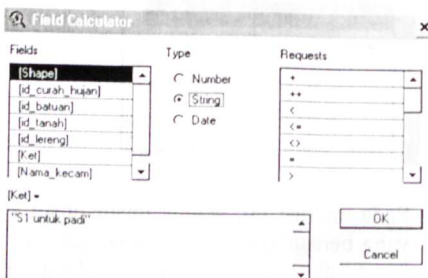 Field Calculator
x
Fields
Type
Requests
[Shape]
[id_curah_hujan]
[id_batuan]
[id_tanah]
[id_lereng]
[Ket]
[Nama_kecam]
Number
String
Date
+
++
<
<=
<>
=
>
[Ket] =
"S1 untuk padi"
OK
Cancel